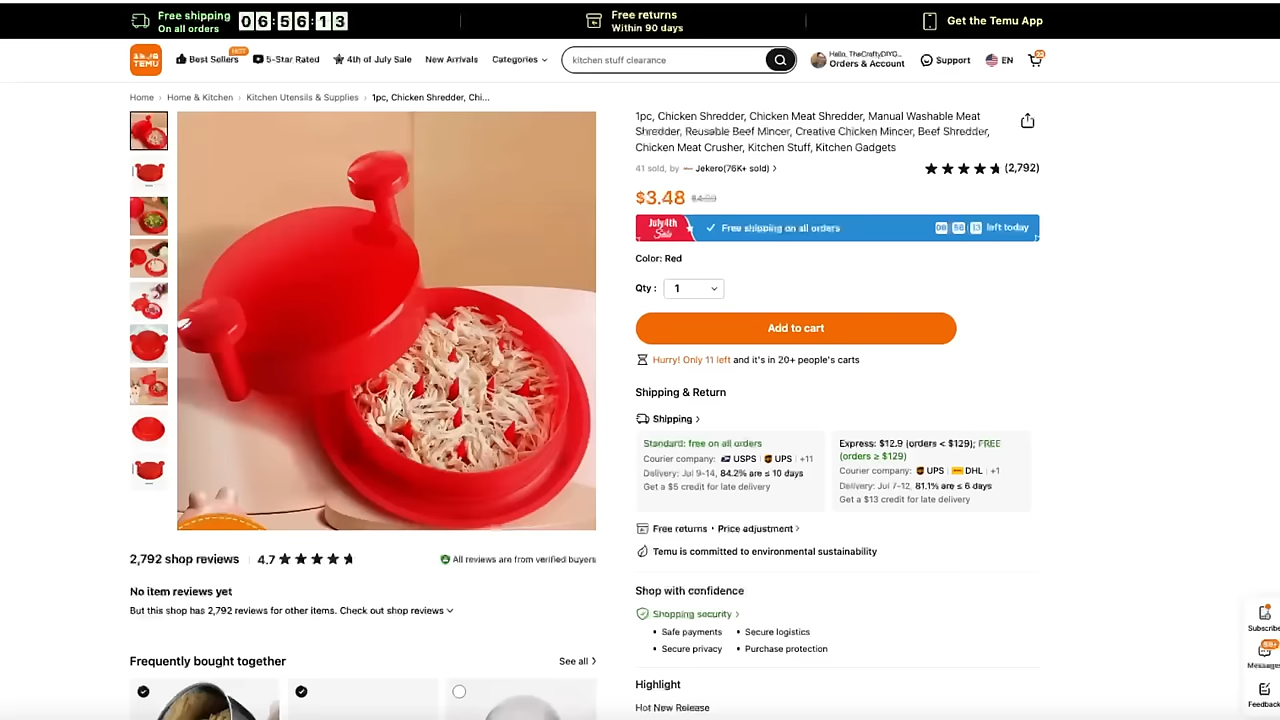 Free shipping
On all orders
06:56:13
Free returns
Within 90 days
Get the Temu App
TEMU
Best Sellers
HOT
5-Star Rated
4th of July Sale
New Arrivals
Categories
kitchen stuff clearance
Hello, TheCraftyDIYG...
Orders & Account
Support
EN
Home › Home & Kitchen › Kitchen Utensils & Supplies › 1pc, Chicken Shredder, Chi...
1pc, Chicken Shredder, Chicken Meat Shredder, Manual Washable Meat
Shredder, Reusable Beef Mincer, Creative Chicken Mincer, Beef Shredder,
Chicken Meat Crusher, Kitchen Stuff, Kitchen Gadgets
41 sold, by Jekero(76K+ sold) ›
(2,792)
$3.48
July 4th
Sale
Free shipping on all orders
left today
Color: Red
Qty :
1
Add to cart
Hurry! Only 11 left and it's in 20+ people's carts
Shipping & Return
Shipping ›
Standard: free on all orders
Courier company: USPS UPS +11
Delivery: Jul 9-14, 84.2% are ≤ 10 days
Get a $5 credit for late delivery
Express: $12.9 (orders < $129); FREE
(orders ≥ $129)
Courier company: UPS DHL +1
Delivery: Jul 7-12, 81.1% are ≤ 6 days
Get a $13 credit for late delivery
Free returns • Price adjustment ›
Temu is committed to environmental sustainability
2,792 shop reviews
4.7
All reviews are from verified buyers
No item reviews yet
But this shop has 2,792 reviews for other items. Check out shop reviews
Shop with confidence
Shopping security ›
• Safe payments • Secure logistics
• Secure privacy • Purchase protection
Frequently bought together
See all ›
Highlight
Hot New Release
Subscribe
Messages
Feedback